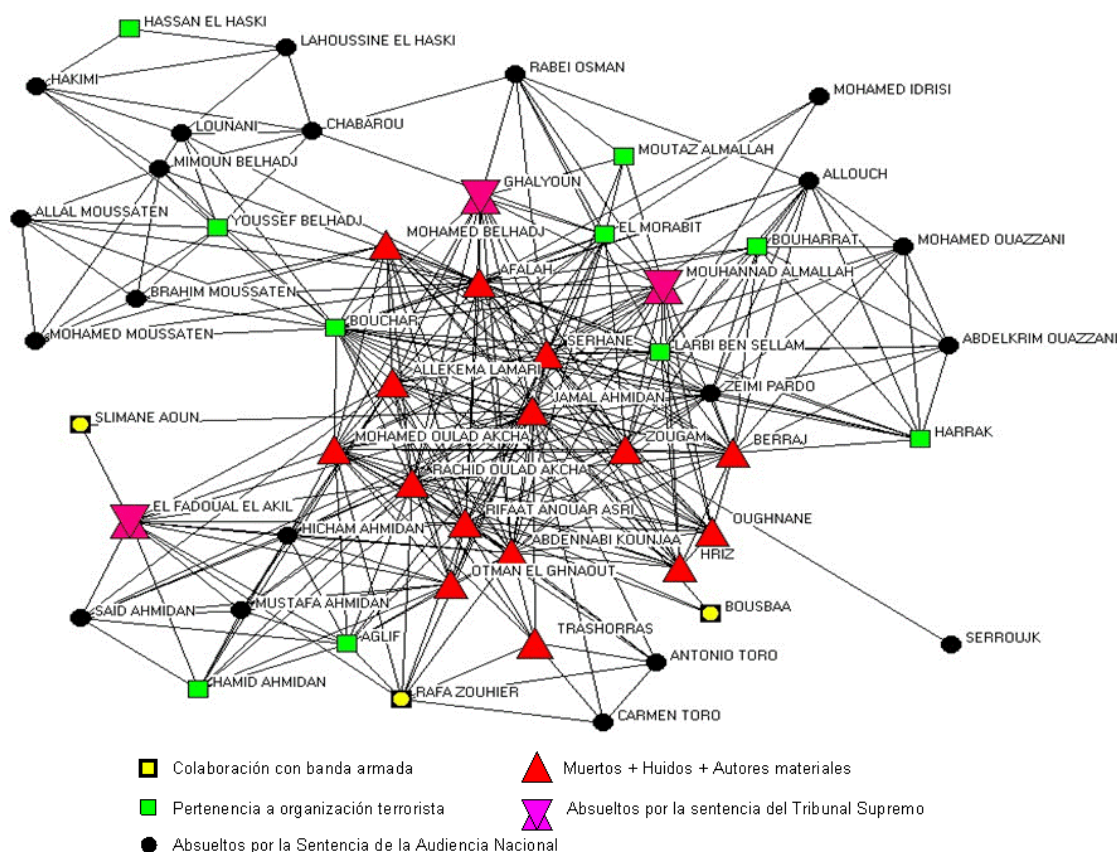 HASSAN EL HASKI
LAHOUSSINE EL HASKI
RABEI OSMAN
HAKIMI
MOHAMED IDRISI
LOUNANI
CHABAROU
MOUTAZ ALMALLAH
MIMOUN BELHADJ
GHALYOUN
ALLOUCH
ALLAL MOUSSATEN
YOUSSEF BELHADJ
MOHAMED BELHADJ
EL MORABIT
BOUHARRAT
MOHAMED OUAZZANI
AFALAH
MOUHANNAD ALMALLAH
BRAHIM MOUSSATEN
BOUCHAR
MOHAMED MOUSSATEN
SERHANE
LARBI BEN SELLAM
ABDELKRIM OUAZZANI
ALLEKEMA LAMARI
ZEIMI PARDO
JAMAL AHMIDAN
SLIMANE AOUN
MOHAMED OULAD AKCHA
ZOUGAM
BERRAJ
HARRAK
RACHID OULAD AKCHA
EL FADOUAL EL AKIL
RIFAAT ANOUAR ASRI
OUGHNANE
HICHAM AHMIDAN
ABDENNABI KOUNJAA
HRIZ
OTMAN EL GHNAOUT
SAID AHMIDAN
MUSTAFA AHMIDAN
BOUSBAA
AGLIF
TRASHORRAS
SERROUJK
ANTONIO TORO
HAMID AHMIDAN
RAFA ZOUHIER
CARMEN TORO
Colaboración con banda armada
Muertos + Huidos + Autores materiales
Pertenencia a organización terrorista
Absueltos por la sentencia del Tribunal Supremo
Absueltos por la Sentencia de la Audiencia Nacional